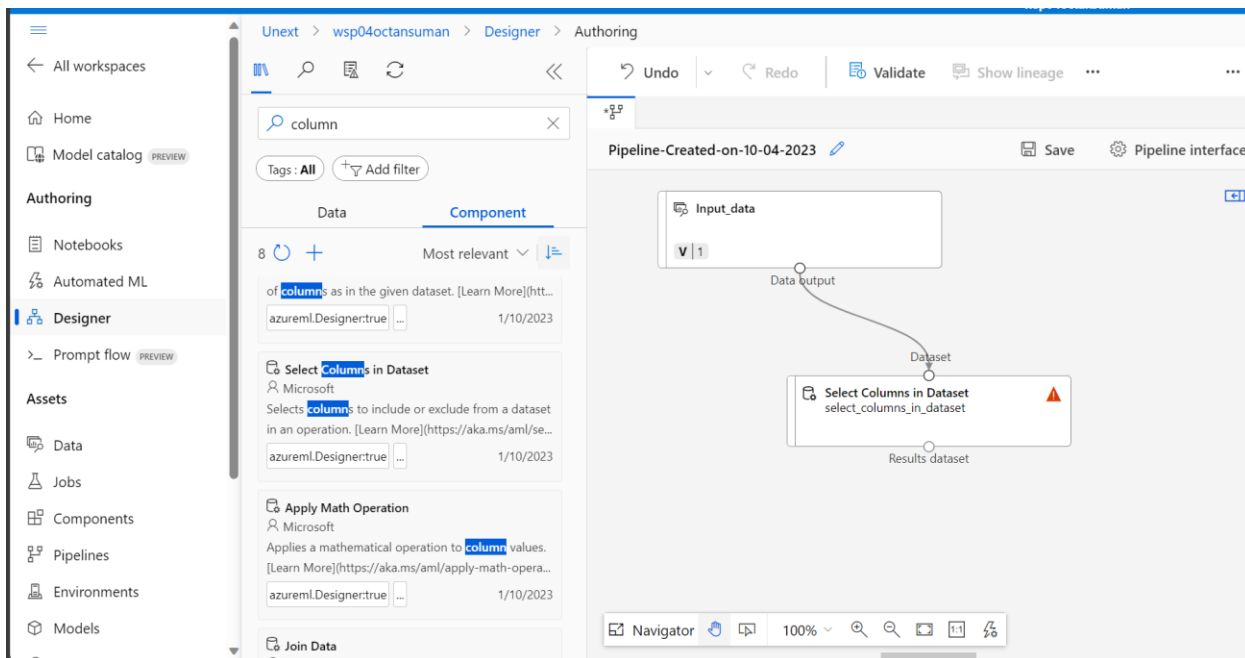 Unext > wsp04octansuman > Designer > Authoring
All workspaces
Home
Model catalog PREVIEW
Authoring
Notebooks
Automated ML
Designer
Prompt flow PREVIEW
Assets
Data
Jobs
Components
Pipelines
Environments
Models
column
Tags : All
Add filter
Data
Component
8
Most relevant
of columns as in the given dataset. [Learn More](htt...
azureml.Designer:true ... 1/10/2023
Select Columns in Dataset
Microsoft
Selects columns to include or exclude from a dataset
in an operation. [Learn More](https://aka.ms/aml/se...
azureml.Designer:true ... 1/10/2023
Apply Math Operation
Microsoft
Applies a mathematical operation to column values.
[Learn More](https://aka.ms/aml/apply-math-opera...
azureml.Designer:true ... 1/10/2023
Join Data
Undo
Redo
Validate
Show lineage
...
...
Pipeline-Created-on-10-04-2023
Save
Pipeline interface
Input_data
V | 1
Data output
Dataset
Select Columns in Dataset
select_columns_in_dataset
Results dataset
Navigator
100%
1:1